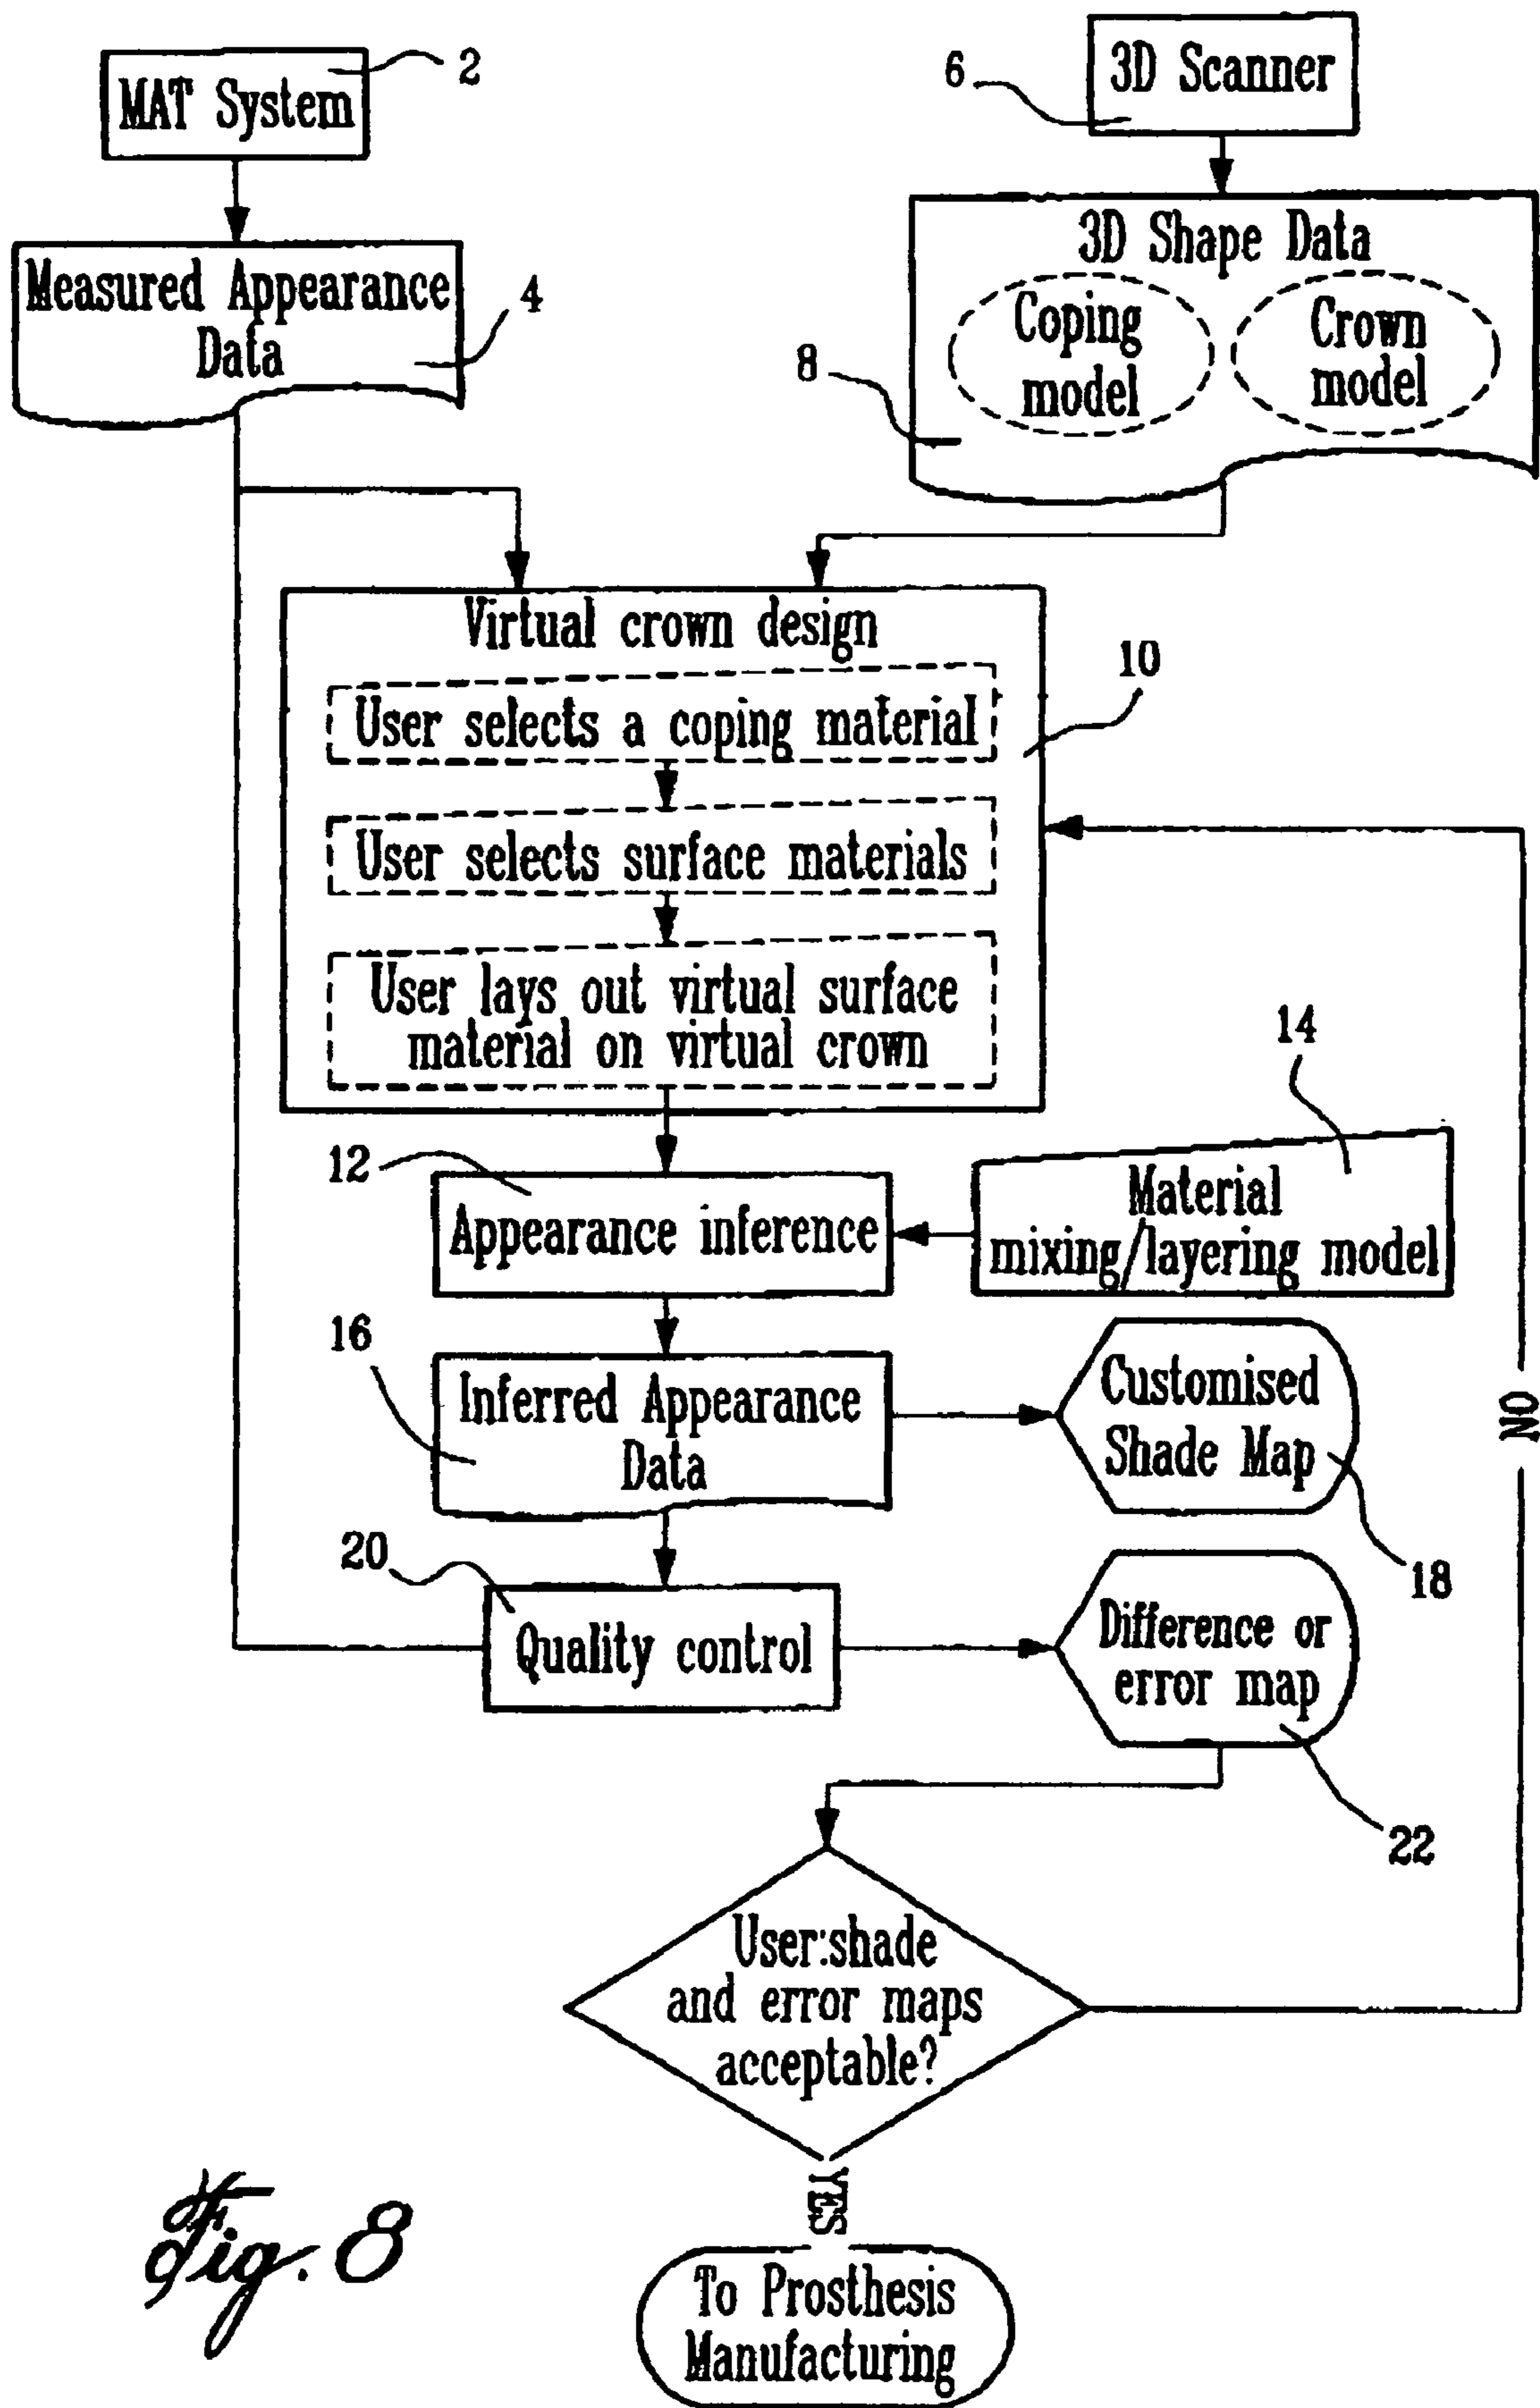 MAT System
2
3D Scanner
6
Measured Appearance
Data
4
3D Shape Data
Coping
model
Crown
model
8
Virtual crown design
10
User selects a coping material
User selects surface materials
User lays out virtual surface
material on virtual crown
12
Appearance inference
14
Material
mixing/layering model
16
Inferred Appearance
Data
Customised
Shade Map
18
NO
20
Quality control
Difference or
error map
22
User:shade
and error maps
acceptable?
YES
To Prosthesis
Manufacturing
Fig. 8